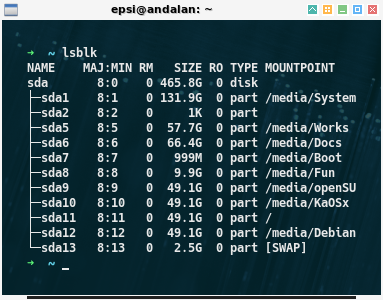 epsi@andalan: ~
➜  ~ lsblk
NAME    MAJ:MIN RM   SIZE RO TYPE MOUNTPOINT
sda       8:0    0 465.8G  0 disk
├─sda1    8:1    0 131.9G  0 part /media/System
├─sda2    8:2    0     1K  0 part
├─sda5    8:5    0  57.7G  0 part /media/Works
├─sda6    8:6    0  66.4G  0 part /media/Docs
├─sda7    8:7    0   999M  0 part /media/Boot
├─sda8    8:8    0   9.9G  0 part /media/Fun
├─sda9    8:9    0  49.1G  0 part /media/openSU
├─sda10   8:10   0  49.1G  0 part /media/KaOSx
├─sda11   8:11   0  49.1G  0 part /
├─sda12   8:12   0  49.1G  0 part /media/Debian
└─sda13   8:13   0   2.5G  0 part [SWAP]
➜  ~ _